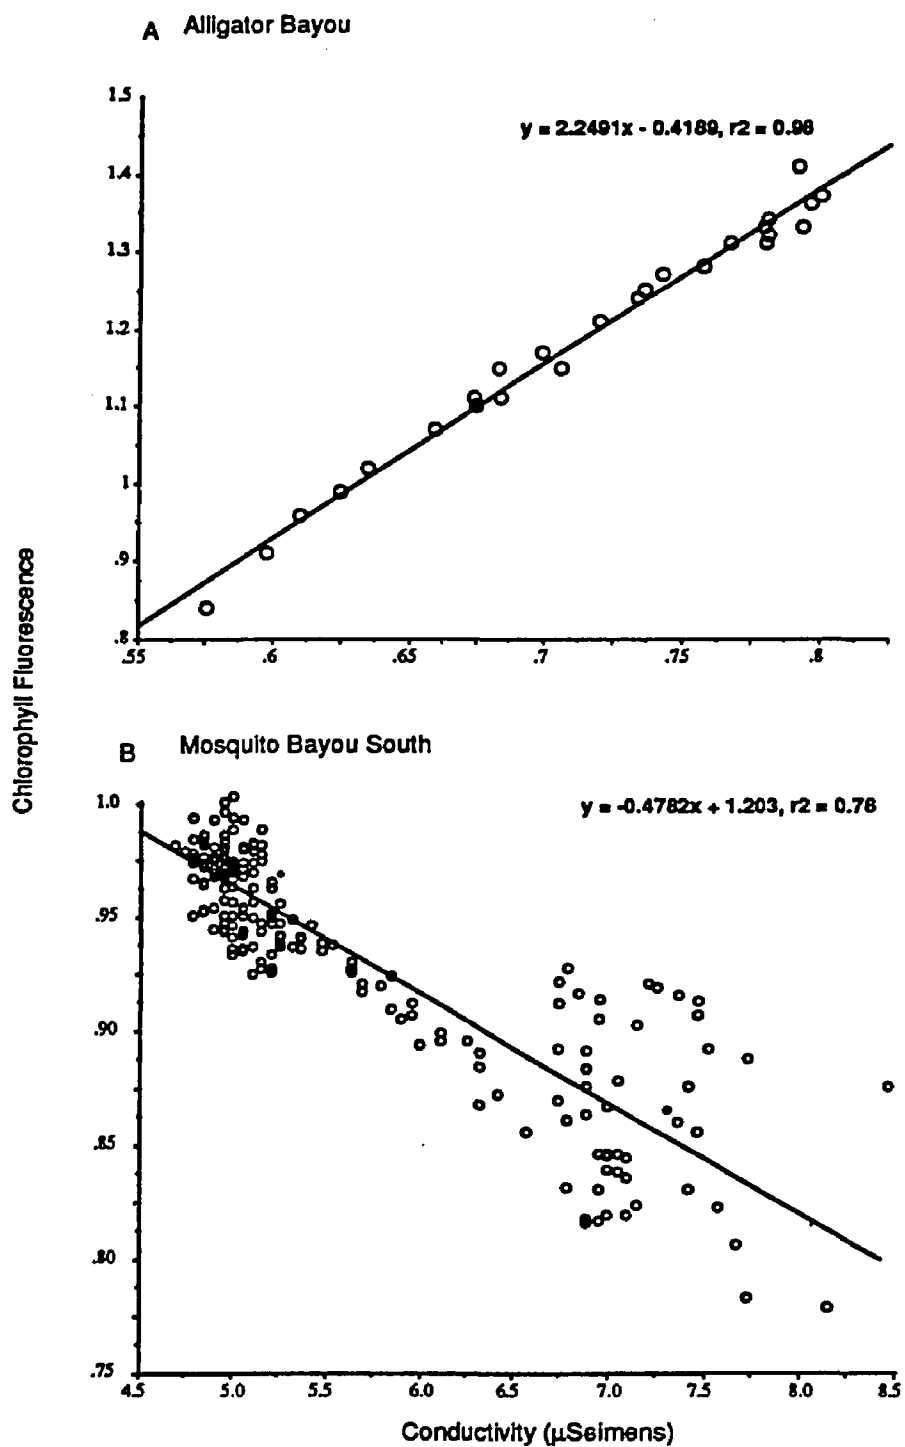 A Alligator Bayou
y = 2.2491x - 0.4189, r2 = 0.98
1.5
1.4
1.3
1.2
1.1
1
.9
.8
.55 .6 .65 .7 .75 .8
Chlorophyll Fluorescence
B Mosquito Bayou South
y = -0.4782x + 1.203, r2 = 0.76
1.0
.95
.90
.85
.80
.75
4.5 5.0 5.5 6.0 6.5 7.0 7.5 8.0 8.5
Conductivity (µSeimens)